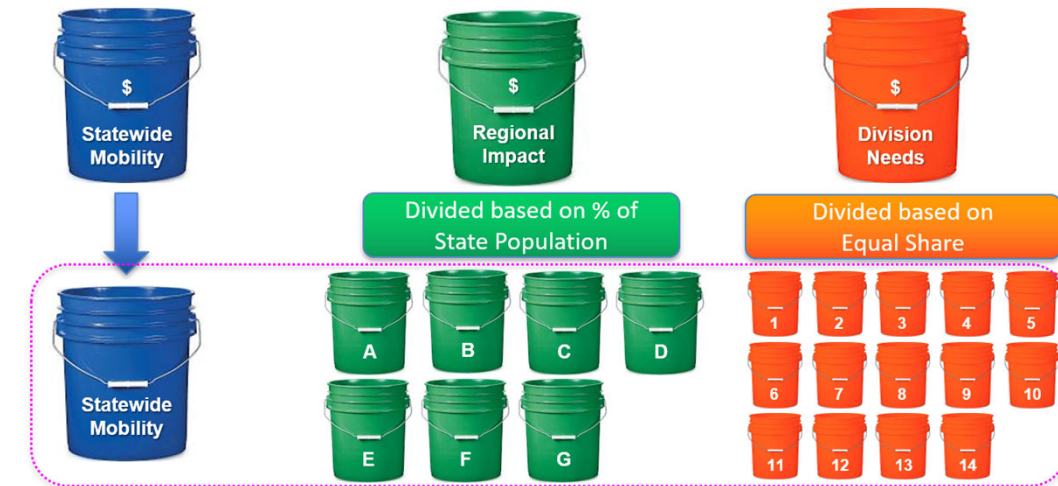 $
Statewide
Mobility
$
Regional
Impact
$
Division
Needs
Divided based on % of
State Population
Divided based on
Equal Share
Statewide
Mobility
A
B
C
D
E
F
G
1
2
3
4
5
6
7
8
9
10
11
12
13
14